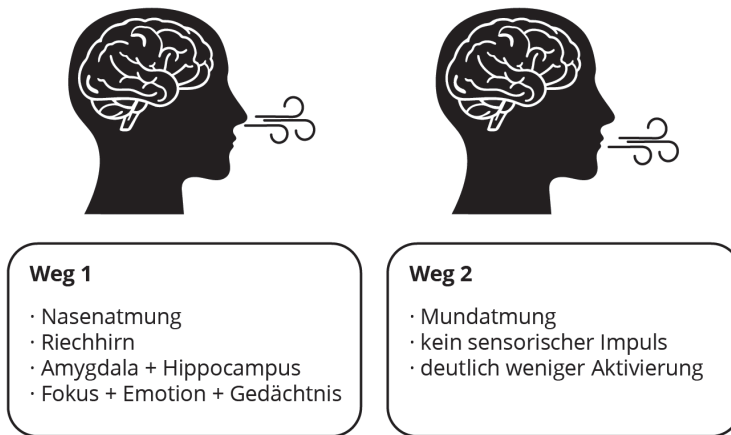 Weg 1
· Nasenatmung
· Riechhirn
· Amygdala + Hippocampus
· Fokus + Emotion + Gedächtnis
Weg 2
· Mundatmung
· kein sensorischer Impuls
· deutlich weniger Aktivierung